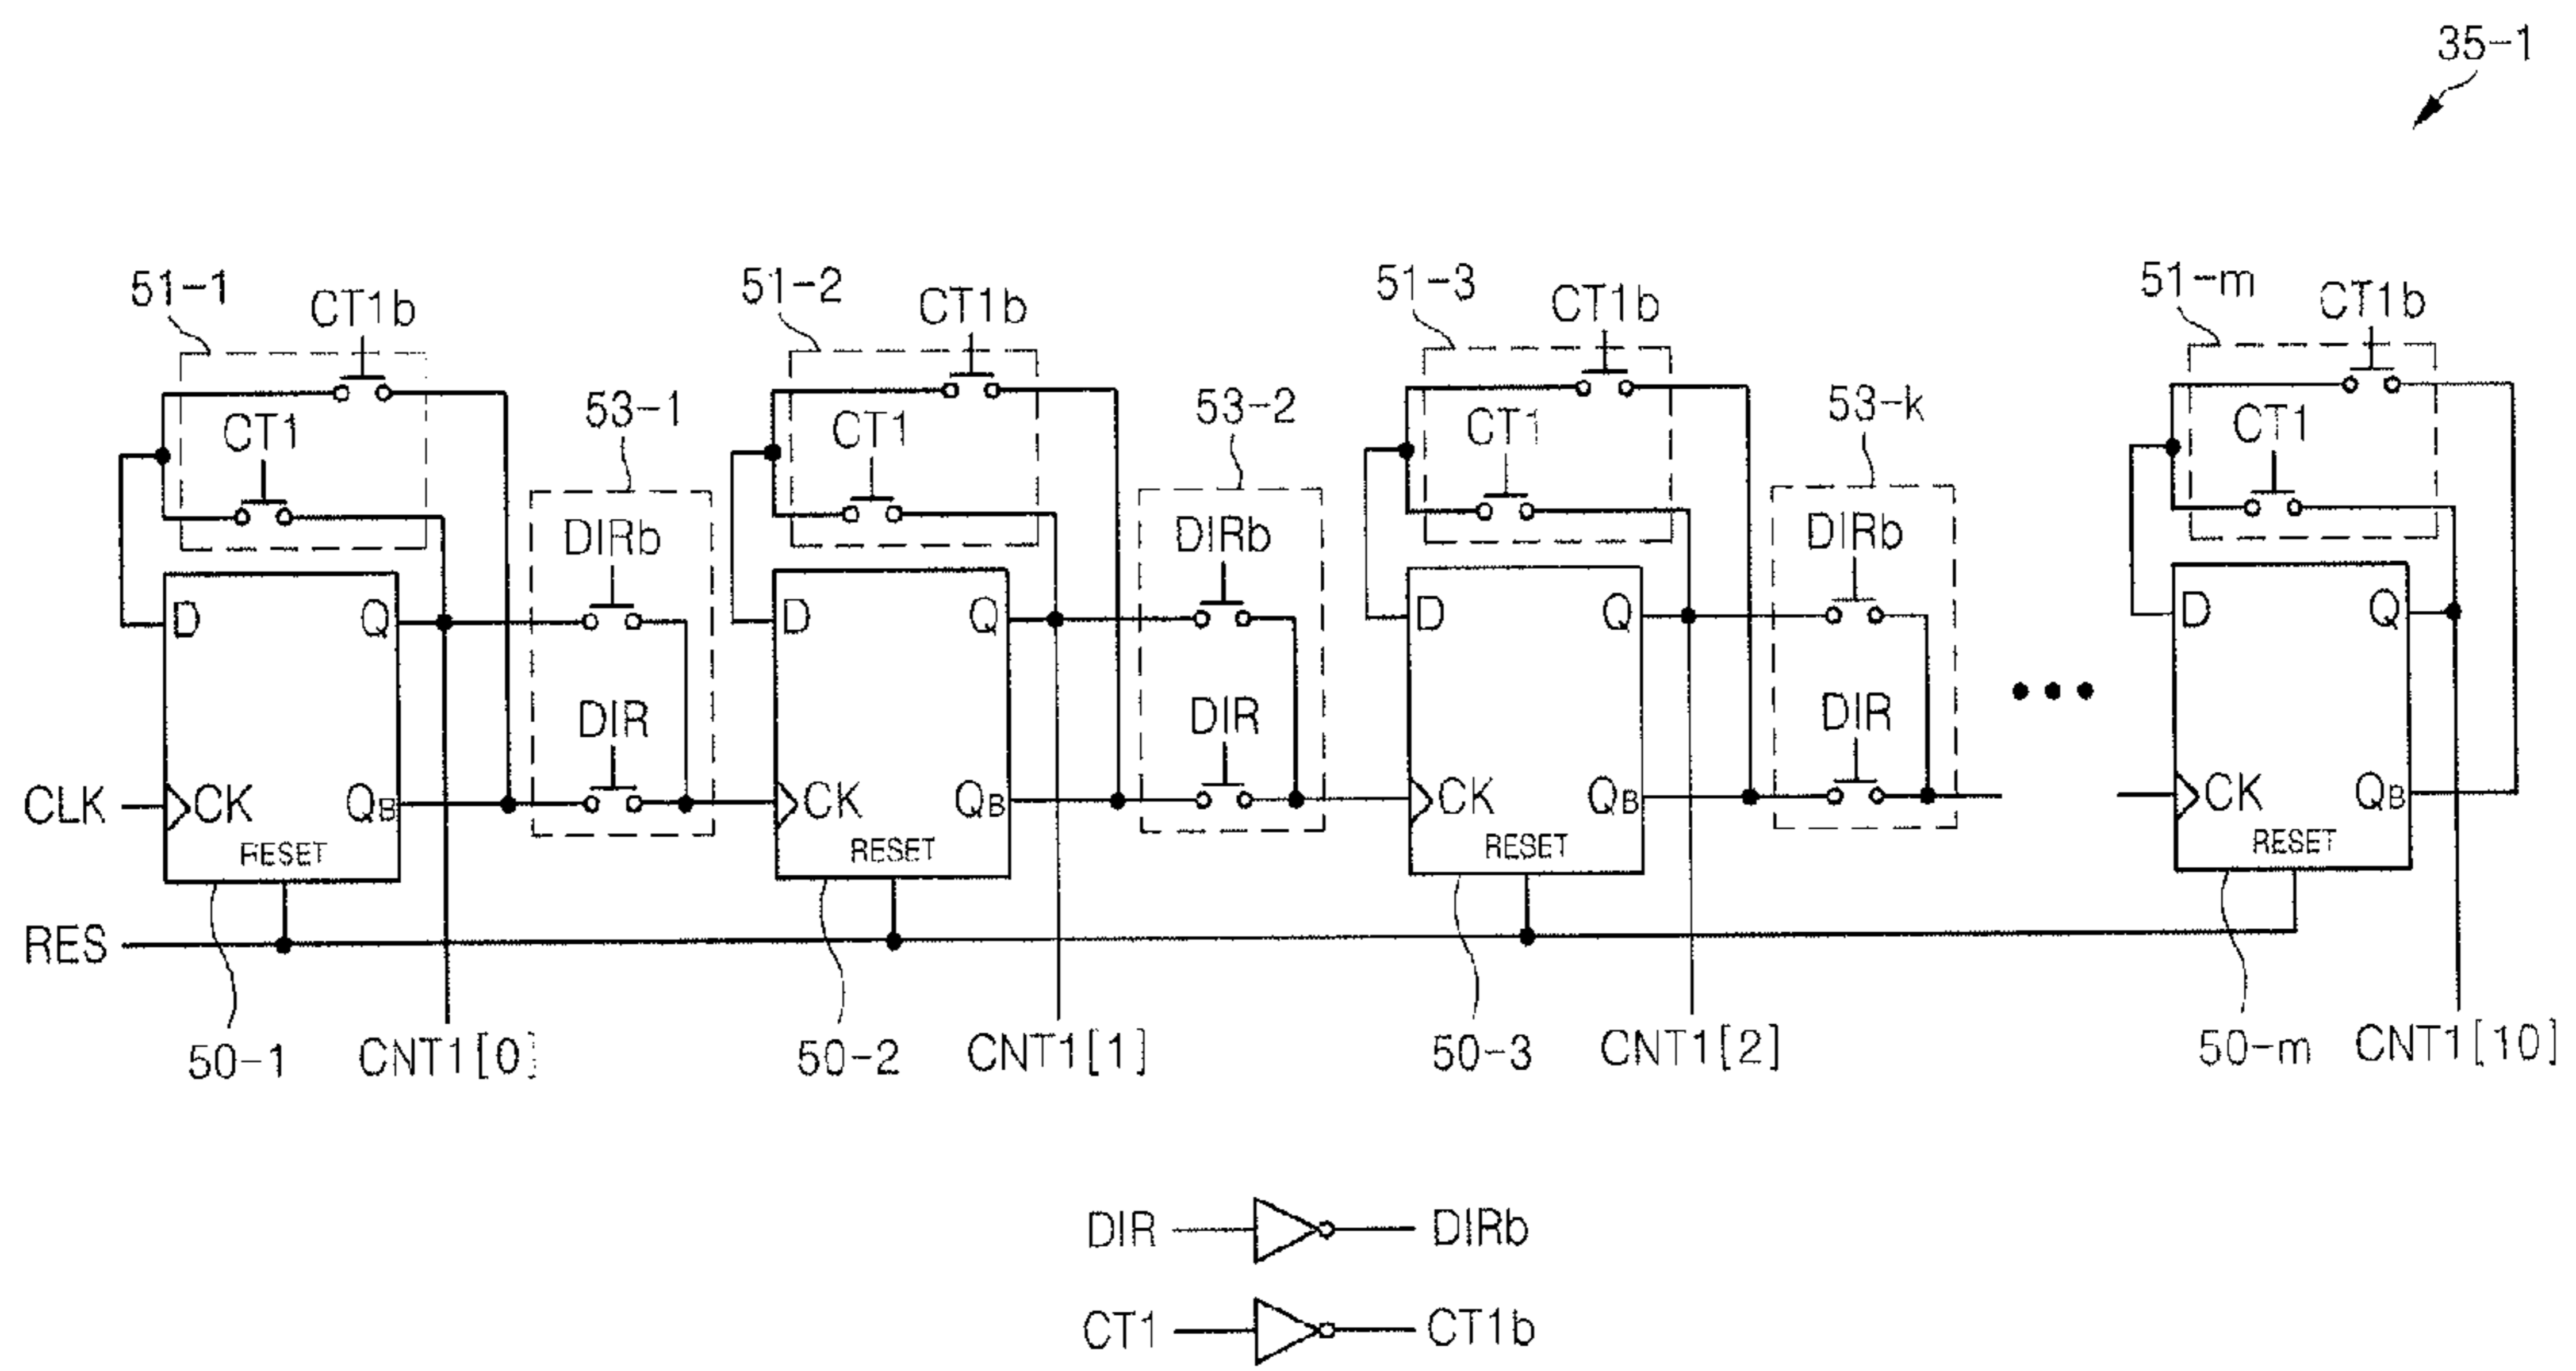 35-1
51-1 CT1b 51-2 CT1b 51-3 CT1b 51-m CT1b
CT1 53-1 CT1 53-2 CT1 53-k CT1
DIRb DIRb DIRb
D Q D Q D Q D Q
DIR DIR DIR
CLK CK QB CK QB CK QB CK QB
RESET RESET RESET RESET
RES
50-1 CNT1[0] 50-2 CNT1[1] 50-3 CNT1[2] 50-m CNT1[10]
DIR DIRb
CT1 CT1b